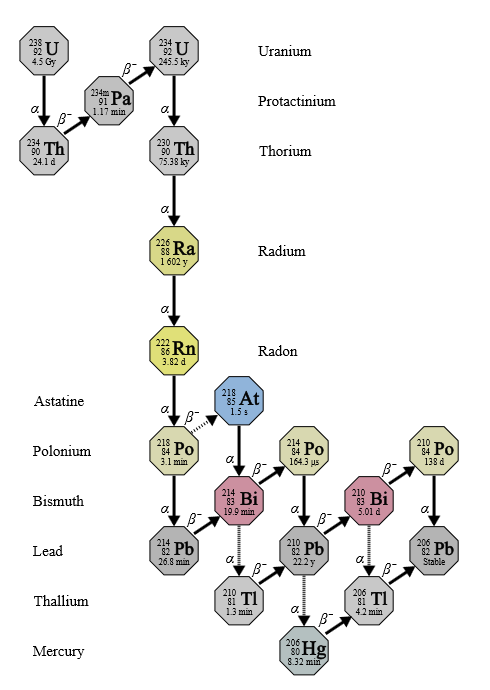 238 92 U 4.5 Gy
234 92 U 245.5 ky
Uranium
β−
β−
234m 91 Pa 1.17 min
Protactinium
α
α
234 90 Th 24.1 d
230 90 Th 75.38 ky
Thorium
α
226 88 Ra 1 602 y
Radium
α
222 86 Rn 3.82 d
Radon
α
β−
Astatine
218 85 At 1.5 s
Polonium
218 84 Po 3.1 min
214 84 Po 164.3 μs
210 84 Po 138 d
α
β−
β−
Bismuth
214 83 Bi 19.9 min
210 83 Bi 5.01 d
α
β−
α
β−
α
Lead
214 82 Pb 26.8 min
210 82 Pb 22.2 y
206 82 Pb Stable
α
β−
α
β−
Thallium
210 81 Tl 1.3 min
206 81 Tl 4.2 min
α
β−
Mercury
206 80 Hg 8.32 min